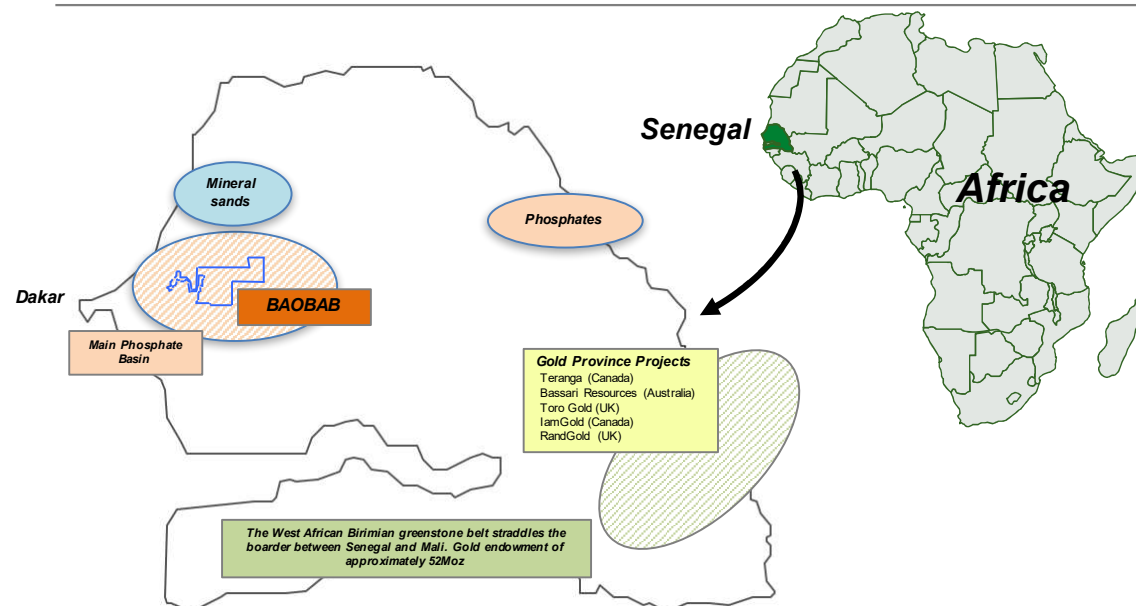 Senegal
Africa
Mineral
sands
Phosphates
Dakar
BAOBAB
Main Phosphate
Basin
Gold Province Projects
Teranga (Canada)
Bassari Resources (Australia)
Toro Gold (UK)
IamGold (Canada)
RandGold (UK)
The West African Birimian greenstone belt straddles the
boarder between Senegal and Mali. Gold endowment of
approximately 52Moz